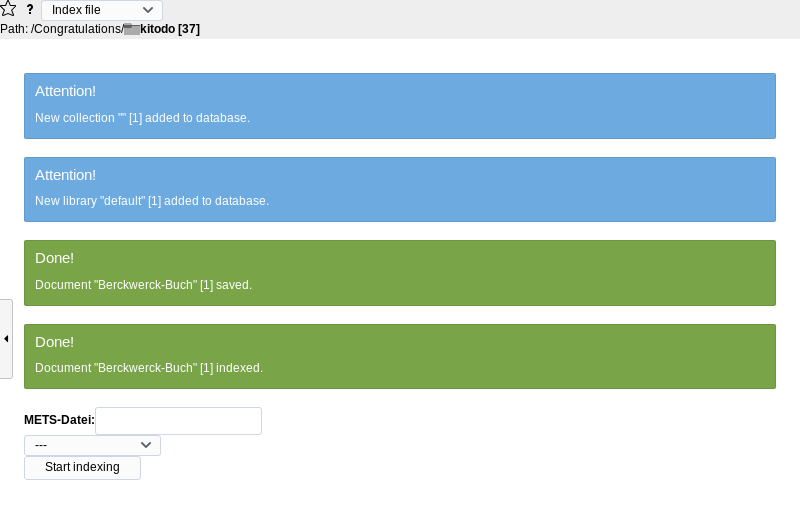 ? Index file
Path: /Congratulations/kitodo [37]
Attention!
New collection "" [1] added to database.
Attention!
New library "default" [1] added to database.
Done!
Document "Berckwerck-Buch" [1] saved.
Done!
Document "Berckwerck-Buch" [1] indexed.
METS-Datei:
---
Start indexing